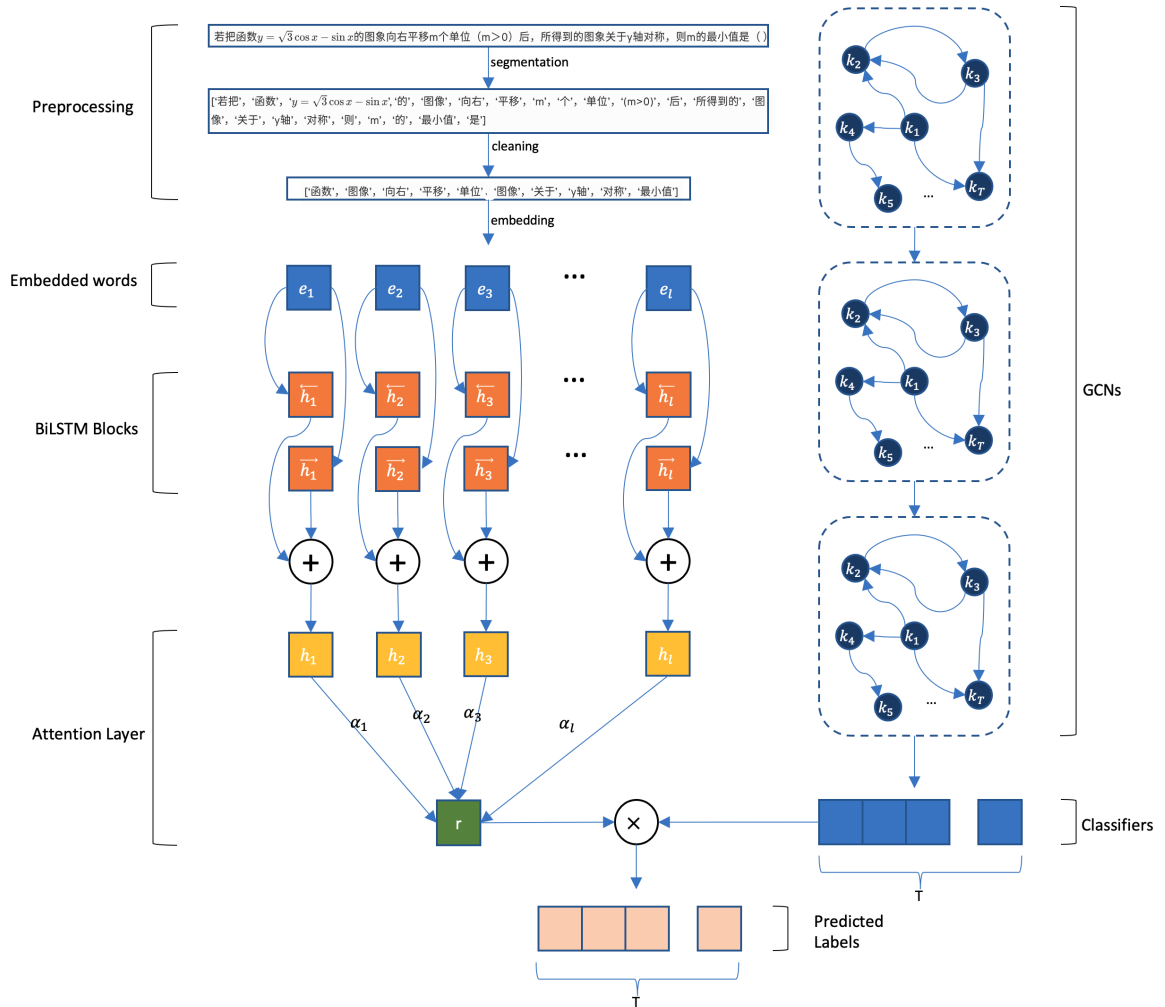 Preprocessing
若把函数y = √3 cos x − sin x的图象向右平移m个单位（m＞0）后，所得到的图象关于y轴对称，则m的最小值是（ ）
segmentation
['若把', '函数', 'y = √3 cos x − sin x', '的', '图像', '向右', '平移', 'm', '个', '单位', '(m>0)', '后', '所得到的', '图
像', '关于', 'y轴', '对称', '则', 'm', '的', '最小值', '是']
cleaning
['函数', '图像', '向右', '平移', '单位', '图像', '关于', 'y轴', '对称', '最小值']
embedding
Embedded words
e₁ e₂ e₃ ... eₗ
BiLSTM Blocks
←h₁ ←h₂ ←h₃ ... ←hₗ
→h₁ →h₂ →h₃ ... →hₗ
+ + + +
Attention Layer
h₁ h₂ h₃ hₗ
α₁ α₂ α₃ αₗ
r
×
k₂ k₃
k₄ k₁
k₅ ... k_T
k₂ k₃
k₄ k₁
k₅ ... k_T
k₂ k₃
k₄ k₁
k₅ ... k_T
GCNs
Classifiers
T
Predicted
Labels
T